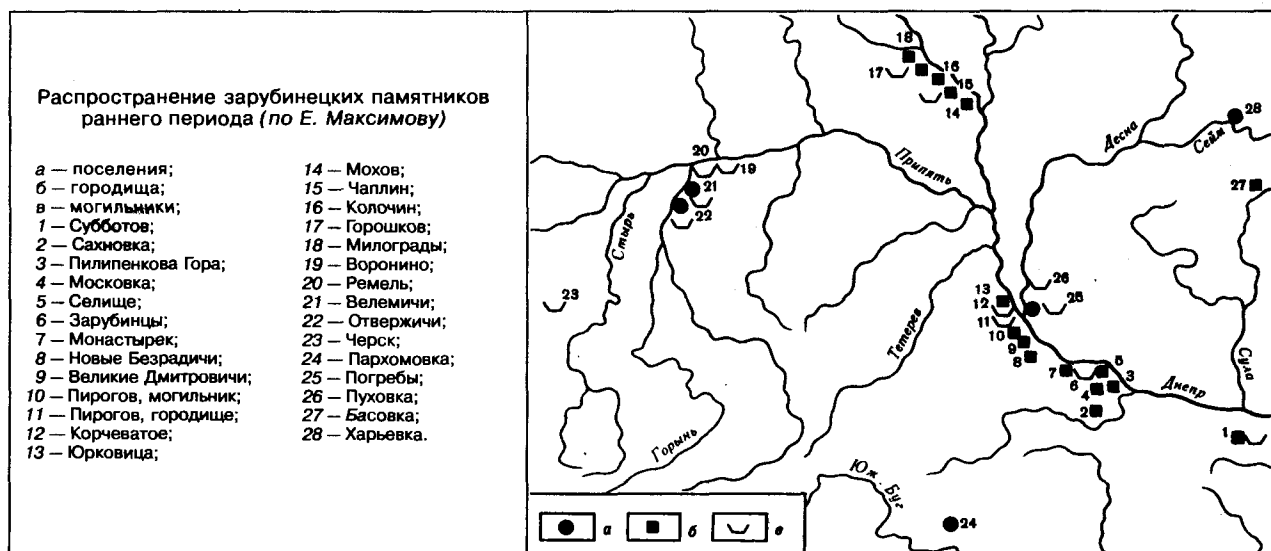 Распространение зарубинецких памятников
раннего периода (по Е. Максимову)
а — поселения;
б — городища;
в — могильники;
1 — Субботов;
2 — Сахновка;
3 — Пилипенкова Гора;
4 — Московка;
5 — Селище;
6 — Зарубинцы;
7 — Монастырек;
8 — Новые Безрадичи;
9 — Великие Дмитровичи;
10 — Пирогов, могильник;
11 — Пирогов, городище;
12 — Корчеватое;
13 — Юрковица;
14 — Мохов;
15 — Чаплин;
16 — Колочин;
17 — Горошков;
18 — Милограды;
19 — Воронино;
20 — Ремель;
21 — Велемичи;
22 — Отвержичи;
23 — Черск;
24 — Пархомовка;
25 — Погребы;
26 — Пуховка;
27 — Басовка;
28 — Харьевка.
18
17
16
15
14
28
Десна
Сейм
27
20
19
Припять
21
22
Стырь
23
26
25
13
12
11
10
9
8
Тетерев
7
6
5
4
3
2
Днепр
Сула
1
Горынь
Юж. Буг
24
а
б
в